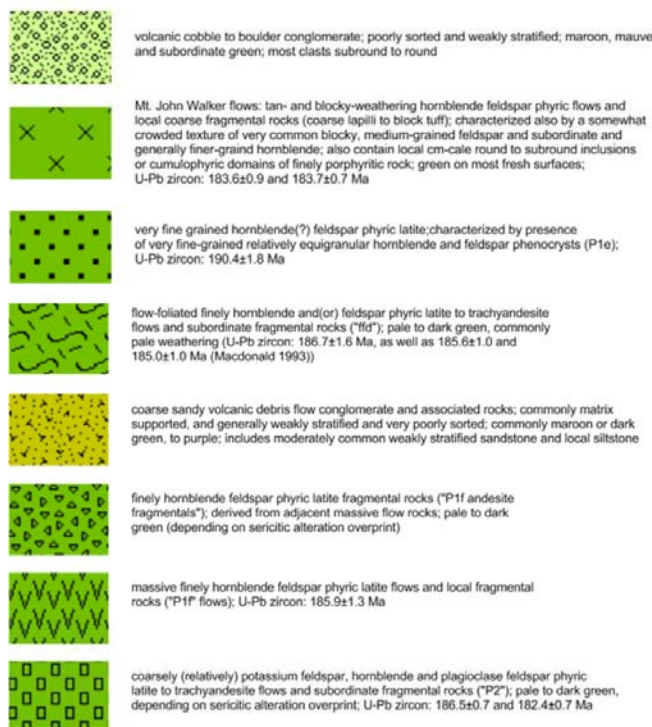 volcanic cobble to boulder conglomerate; poorly sorted and weakly stratified; maroon, mauve
and subordinate green; most clasts subround to round
Mt. John Walker flows: tan- and blocky-weathering hornblende feldspar phyric flows and
local coarse fragmental rocks (coarse lapilli to block tuff); characterized also by a somewhat
crowded texture of very common blocky, medium-grained feldspar and subordinate and
generally finer-graind hornblende; also contain local cm-cale round to subround inclusions
or cumulophyric domains of finely porphyritic rock; green on most fresh surfaces;
U-Pb zircon: 183.6±0.9 and 183.7±0.7 Ma
very fine grained hornblende(?) feldspar phyric latite;characterized by presence
of very fine-grained relatively equigranular hornblende and feldspar phenocrysts (P1e);
U-Pb zircon: 190.4±1.8 Ma
flow-foliated finely hornblende and(or) feldspar phyric latite to trachyandesite
flows and subordinate fragmental rocks ("ffd"); pale to dark green, commonly
pale weathering (U-Pb zircon: 186.7±1.6 Ma, as well as 185.6±1.0 and
185.0±1.0 Ma (Macdonald 1993))
coarse sandy volcanic debris flow conglomerate and associated rocks; commonly matrix
supported, and generally weakly stratified and very poorly sorted; commonly maroon or dark
green, to purple; includes moderately common weakly stratified sandstone and local siltstone
finely hornblende feldspar phyric latite fragmental rocks ("P1f andesite
fragmentals"); derived from adjacent massive flow rocks; pale to dark
green (depending on sericitic alteration overprint)
massive finely hornblende feldspar phyric latite flows and local fragmental
rocks ("P1f" flows); U-Pb zircon: 185.9±1.3 Ma
coarsely (relatively) potassium feldspar, hornblende and plagioclase feldspar phyric
latite to trachyandesite flows and subordinate fragmental rocks ("P2"); pale to dark green,
depending on sericitic alteration overprint; U-Pb zircon: 186.5±0.7 and 182.4±0.7 Ma